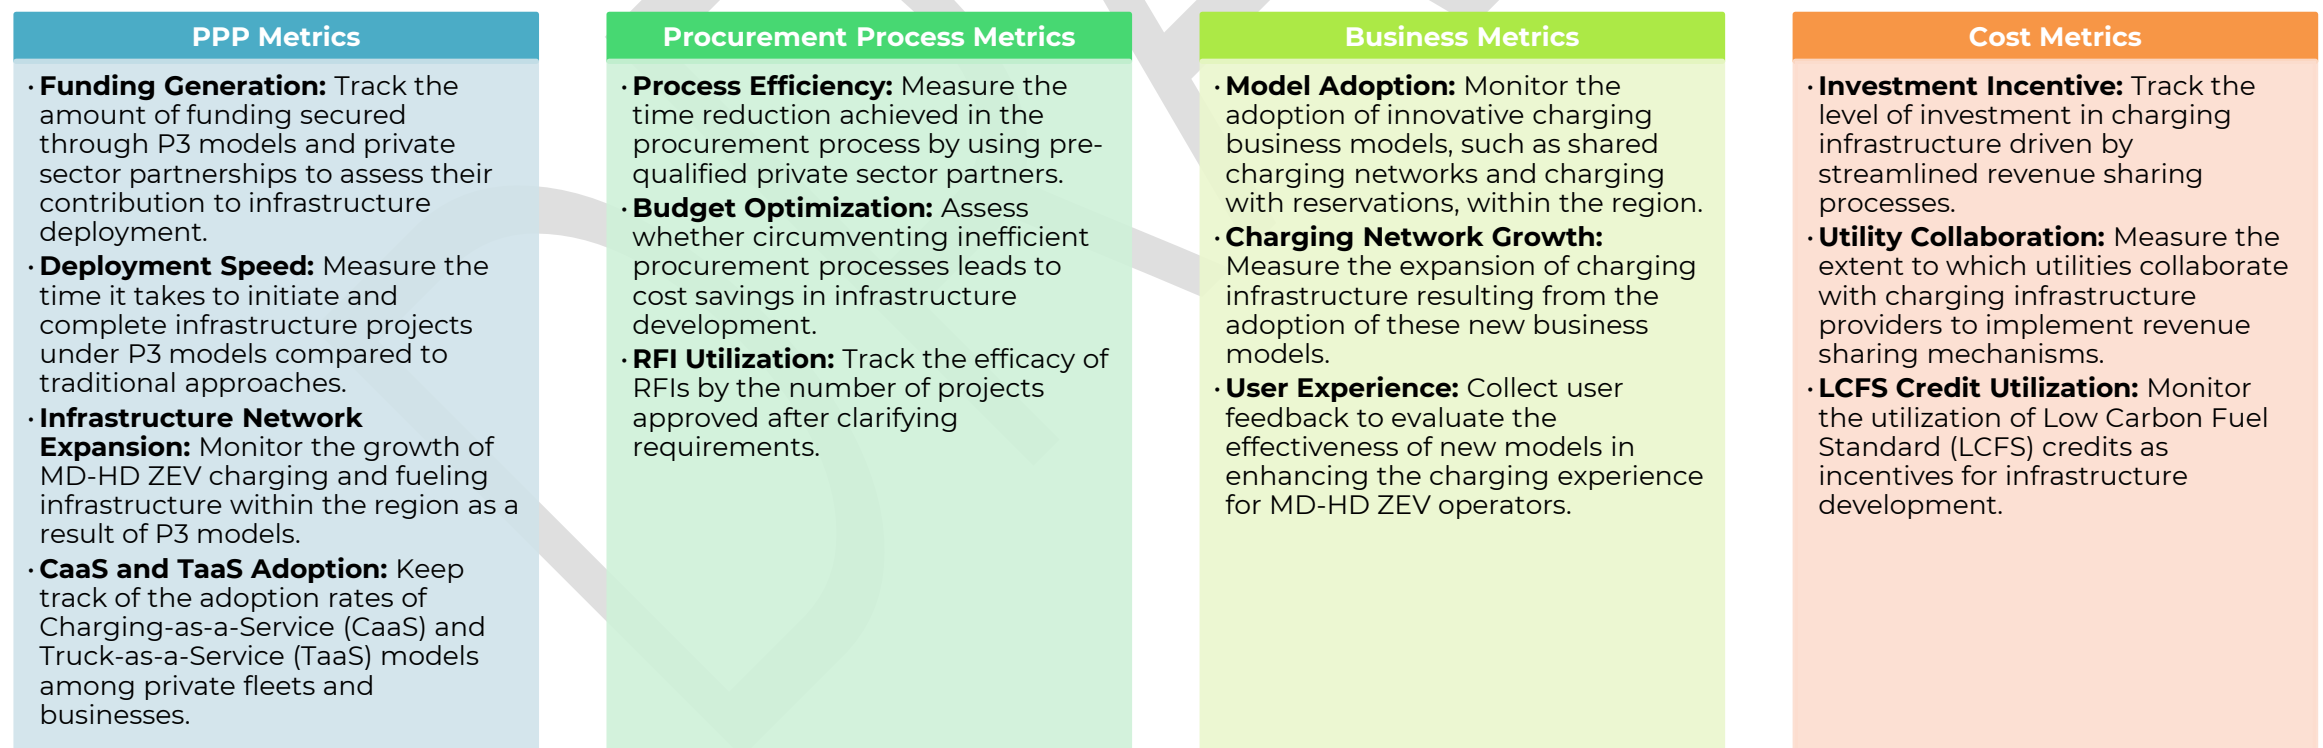 PPP Metrics
· Funding Generation: Track the
amount of funding secured
through P3 models and private
sector partnerships to assess their
contribution to infrastructure
deployment.
· Deployment Speed: Measure the
time it takes to initiate and
complete infrastructure projects
under P3 models compared to
traditional approaches.
· Infrastructure Network
Expansion: Monitor the growth of
MD-HD ZEV charging and fueling
infrastructure within the region as a
result of P3 models.
· CaaS and TaaS Adoption: Keep
track of the adoption rates of
Charging-as-a-Service (CaaS) and
Truck-as-a-Service (TaaS) models
among private fleets and
businesses.
Procurement Process Metrics
· Process Efficiency: Measure the
time reduction achieved in the
procurement process by using pre-
qualified private sector partners.
· Budget Optimization: Assess
whether circumventing inefficient
procurement processes leads to
cost savings in infrastructure
development.
· RFI Utilization: Track the efficacy of
RFIs by the number of projects
approved after clarifying
requirements.
Business Metrics
· Model Adoption: Monitor the
adoption of innovative charging
business models, such as shared
charging networks and charging
with reservations, within the region.
· Charging Network Growth:
Measure the expansion of charging
infrastructure resulting from the
adoption of these new business
models.
· User Experience: Collect user
feedback to evaluate the
effectiveness of new models in
enhancing the charging experience
for MD-HD ZEV operators.
Cost Metrics
· Investment Incentive: Track the
level of investment in charging
infrastructure driven by
streamlined revenue sharing
processes.
· Utility Collaboration: Measure the
extent to which utilities collaborate
with charging infrastructure
providers to implement revenue
sharing mechanisms.
· LCFS Credit Utilization: Monitor
the utilization of Low Carbon Fuel
Standard (LCFS) credits as
incentives for infrastructure
development.